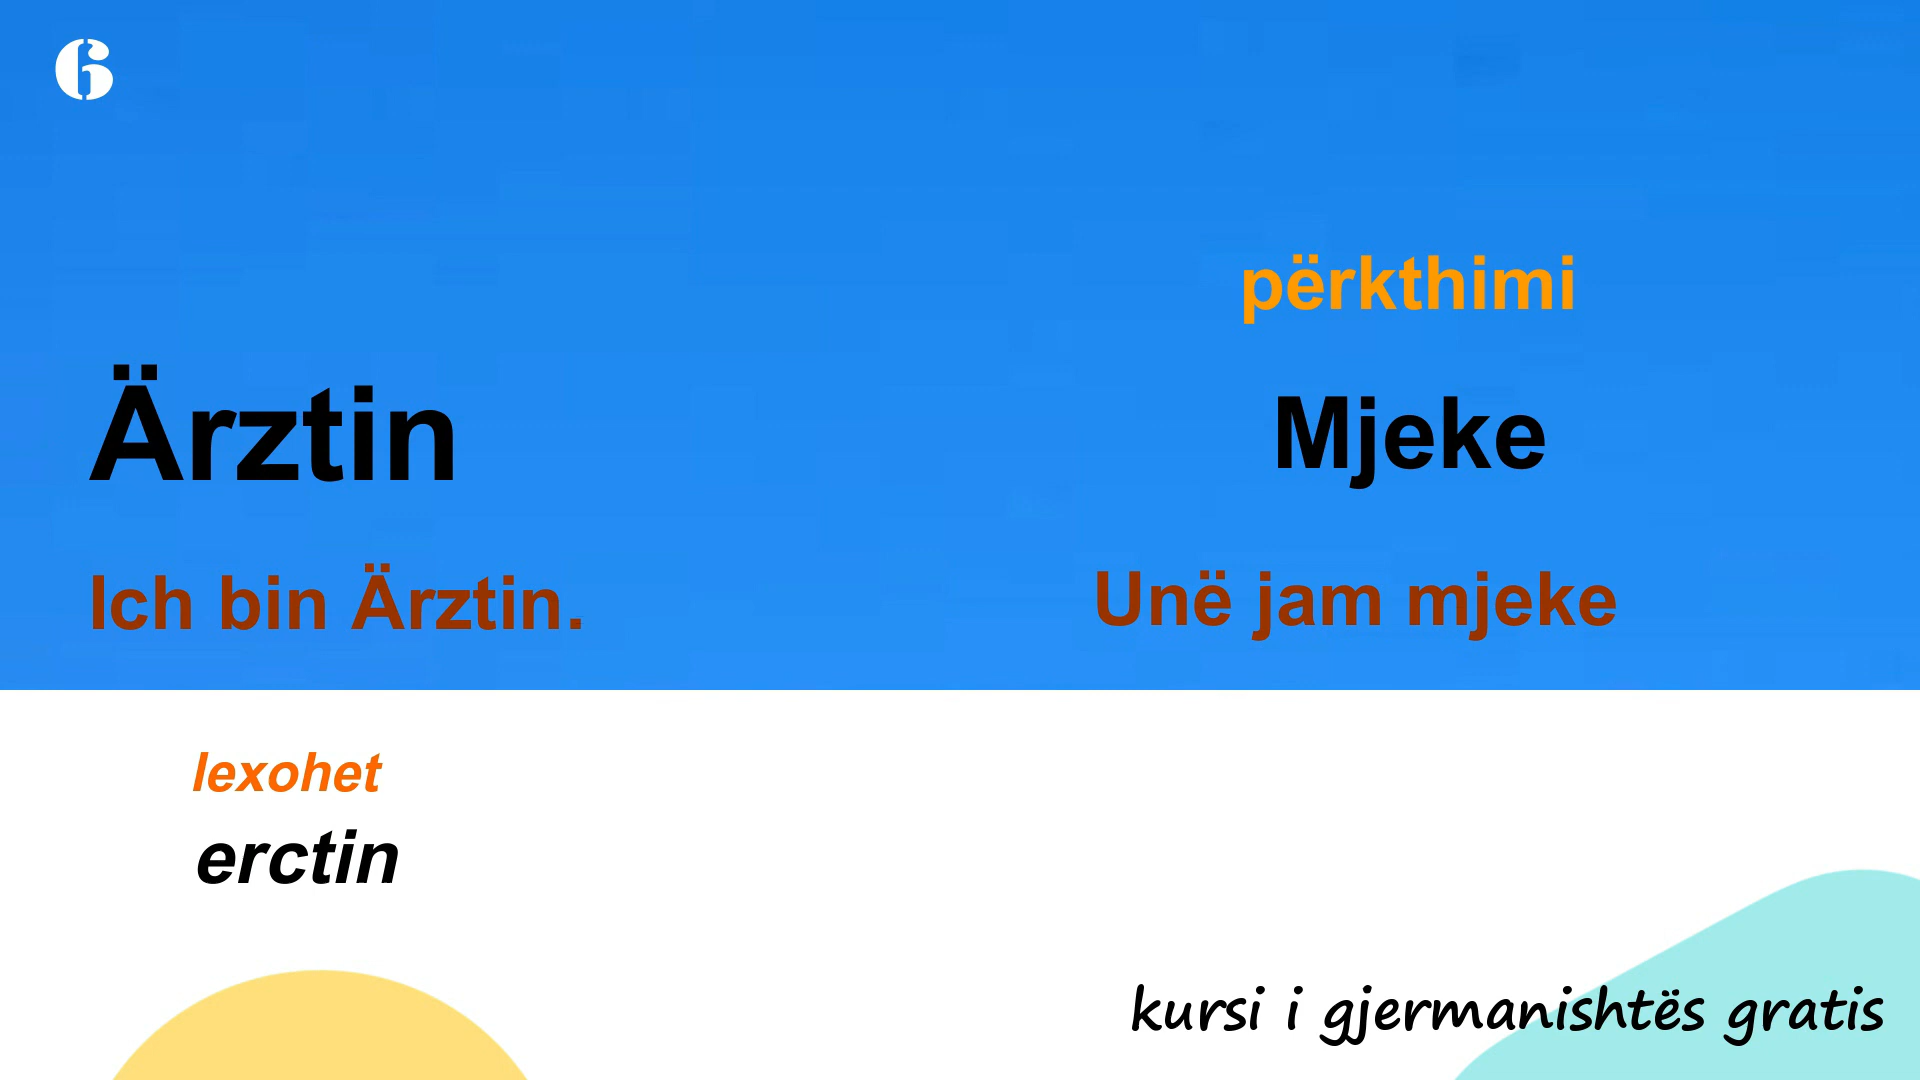 6
përkthimi
Ärztin
Mjeke
Ich bin Ärztin.
Unë jam mjeke
lexohet
erctin
kursi i gjermanishtës gratis